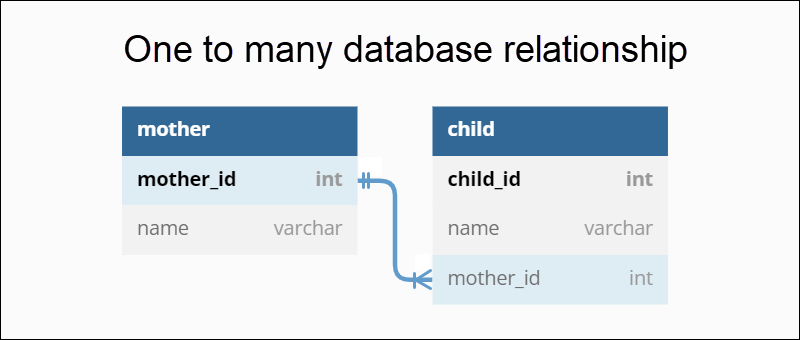 One to many database relationship
mother
mother_id int
name varchar
child
child_id int
name varchar
mother_id int